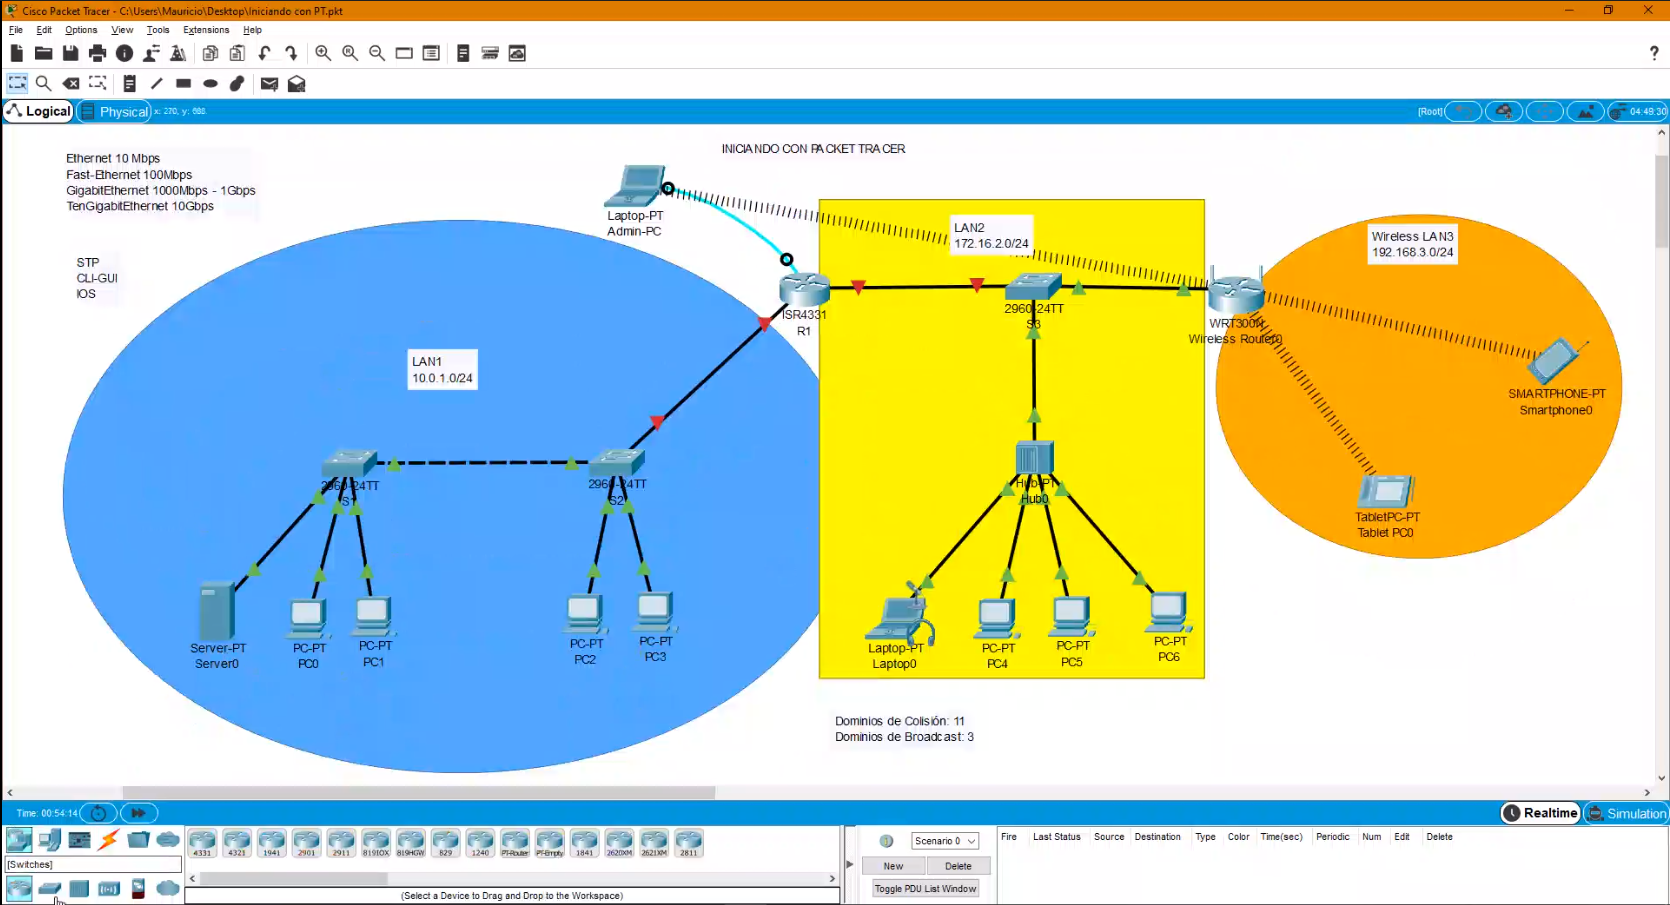 Cisco Packet Tracer - C:\Users\Mauricio\Desktop\Iniciando con PT.pkt
File Edit Options View Tools Extensions Help
?
Logical Physical x: 270, y: 688 [Root] 04:49:30
INICIANDO CON PACKET TRACER
Ethernet 10 Mbps
Fast-Ethernet 100Mbps
GigabitEthernet 1000Mbps - 1Gbps
TenGigabitEthernet 10Gbps
STP
CLI-GUI
IOS
Laptop-PT
Admin-PC
LAN2
172.16.2.0/24
Wireless LAN3
192.168.3.0/24
ISR4331
R1
2960-24TT
S3
WRT300N
Wireless Router0
LAN1
10.0.1.0/24
SMARTPHONE-PT
Smartphone0
2960-24TT
S1
2960-24TT
S2
Hub-PT
Hub0
TabletPC-PT
Tablet PC0
Server-PT
Server0
PC-PT
PC0
PC-PT
PC1
PC-PT
PC2
PC-PT
PC3
Laptop-PT
Laptop0
PC-PT
PC4
PC-PT
PC5
PC-PT
PC6
Dominios de Colisión: 11
Dominios de Broadcast: 3
Time: 00:54:14 Realtime Simulation
4331 4321 1941 2901 2911 819IOX 819HGW 829 1240 PT-Router PT-Empty 1841 2620XM 2621XM 2811
[Switches]
(Select a Device to Drag and Drop to the Workspace)
Scenario 0
New Delete
Toggle PDU List Window
Fire Last Status Source Destination Type Color Time(sec) Periodic Num Edit Delete